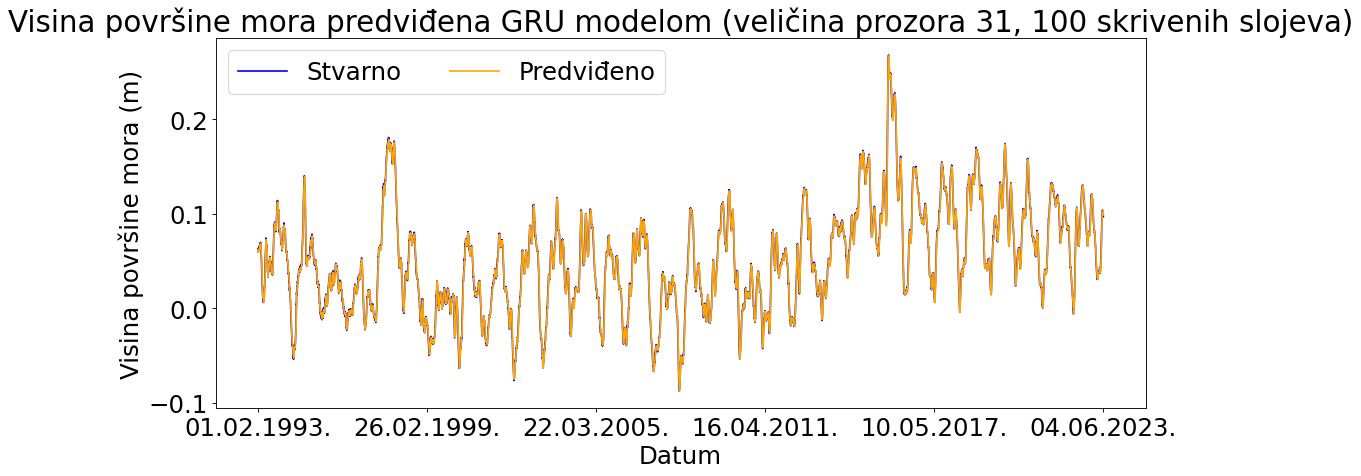 Visina površine mora predviđena GRU modelom (veličina prozora 31, 100 skrivenih slojeva)
Stvarno
Predviđeno
Visina površine mora (m)
0.2
0.1
0.0
−0.1
01.02.1993.
26.02.1999.
22.03.2005.
16.04.2011.
10.05.2017.
04.06.2023.
Datum